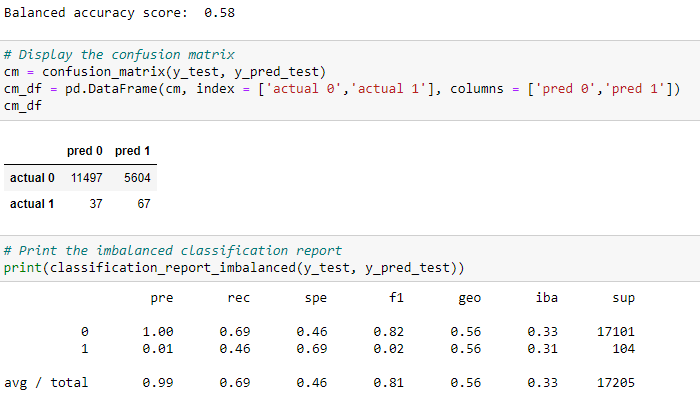 Balanced accuracy score:  0.58
# Display the confusion matrix
cm = confusion_matrix(y_test, y_pred_test)
cm_df = pd.DataFrame(cm, index = ['actual 0','actual 1'], columns = ['pred 0','pred 1'])
cm_df
pred 0 pred 1
actual 0 11497 5604
actual 1 37 67
# Print the imbalanced classification report
print(classification_report_imbalanced(y_test, y_pred_test))
pre rec spe f1 geo iba sup
0 1.00 0.69 0.46 0.82 0.56 0.33 17101
1 0.01 0.46 0.69 0.02 0.56 0.31 104
avg / total 0.99 0.69 0.46 0.81 0.56 0.33 17205